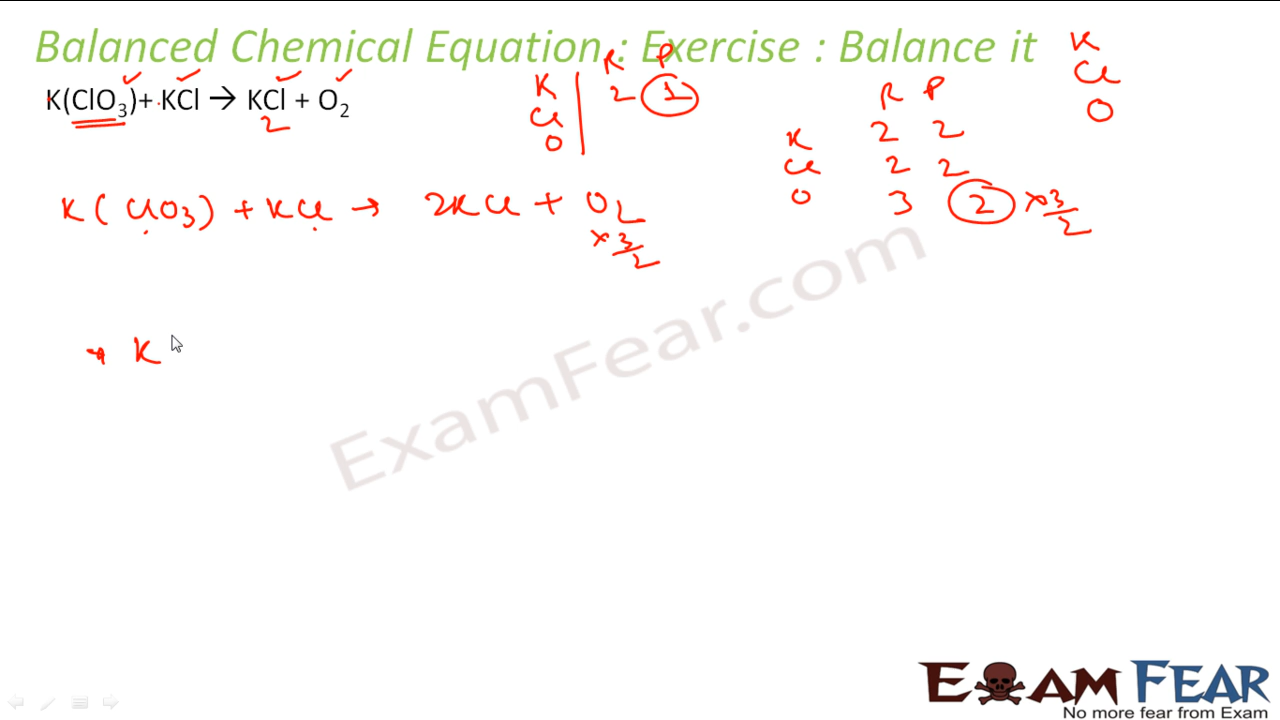 Balanced Chemical Equation : Exercise : Balance it
K(ClO₃)+ KCl → KCl + O₂
2
R P
K 2 1
Cl
O
R P
K 2 2
Cl 2 2
O 3 2 × 3/2
K
Cl
O
K(ClO₃) + KCl → 2KCl + O₂
× 3/2
→ K
ExamFear.com
EXAM FEAR
No more fear from Exam